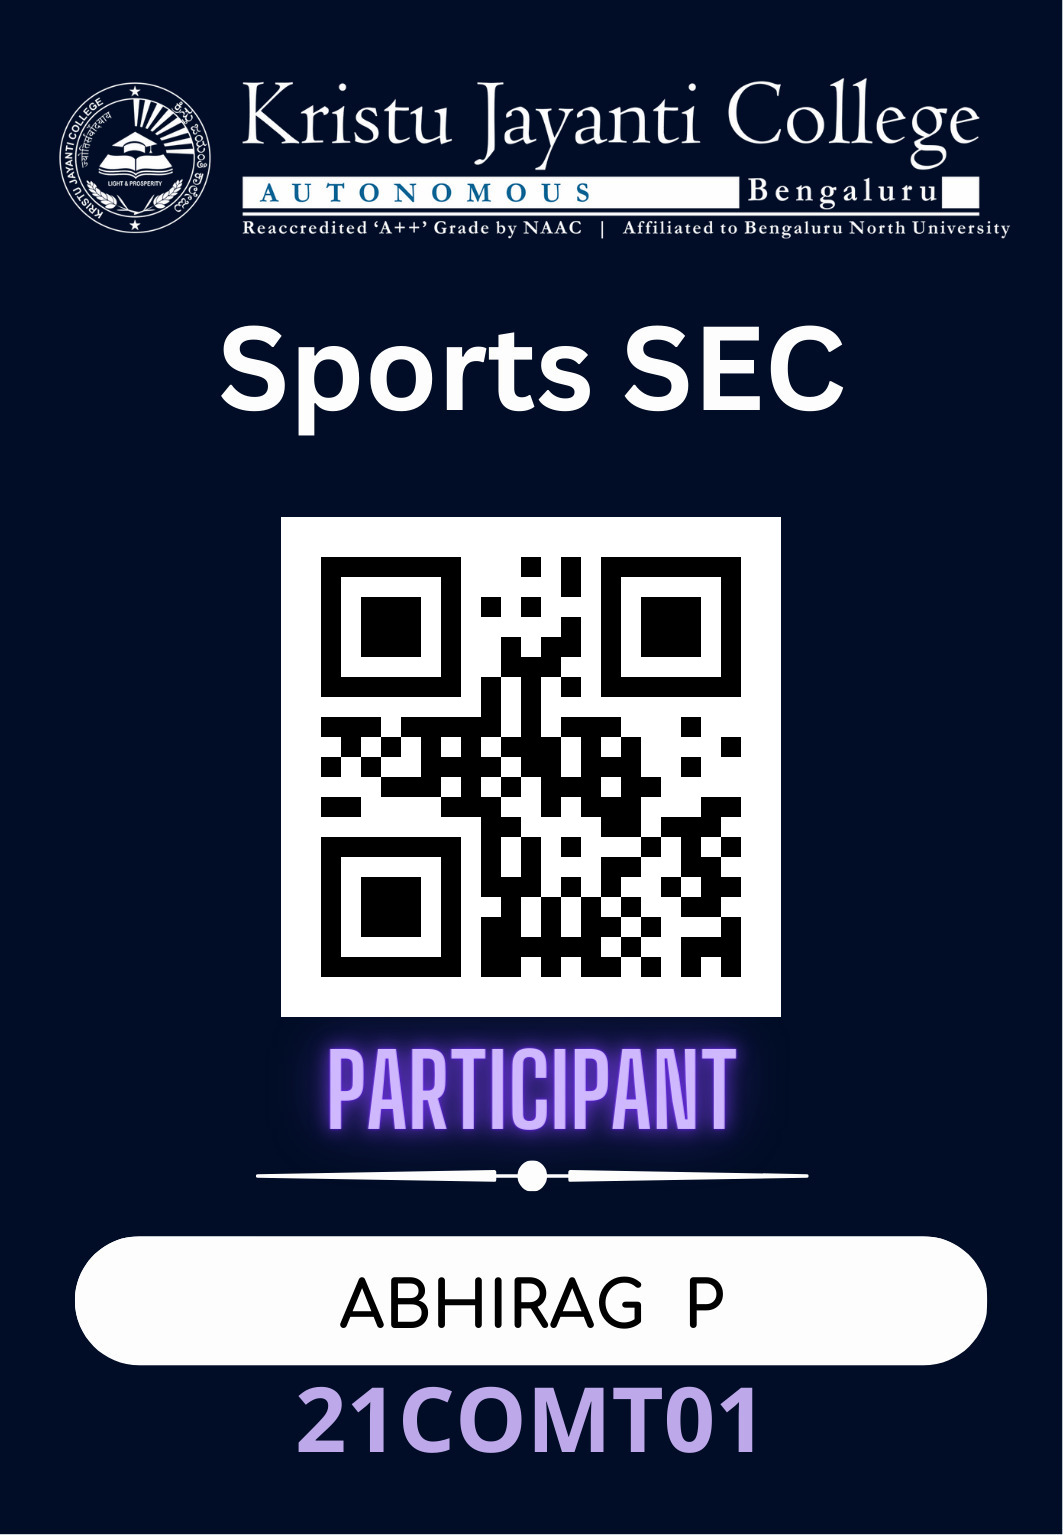 KRISTU JAYANTI COLLEGE
LIGHT & PROSPERITY
Kristu Jayanti College
AUTONOMOUS Bengaluru
Reaccredited ‘A++’ Grade by NAAC | Affiliated to Bengaluru North University
Sports SEC
PARTICIPANT
ABHIRAG P
21COMT01